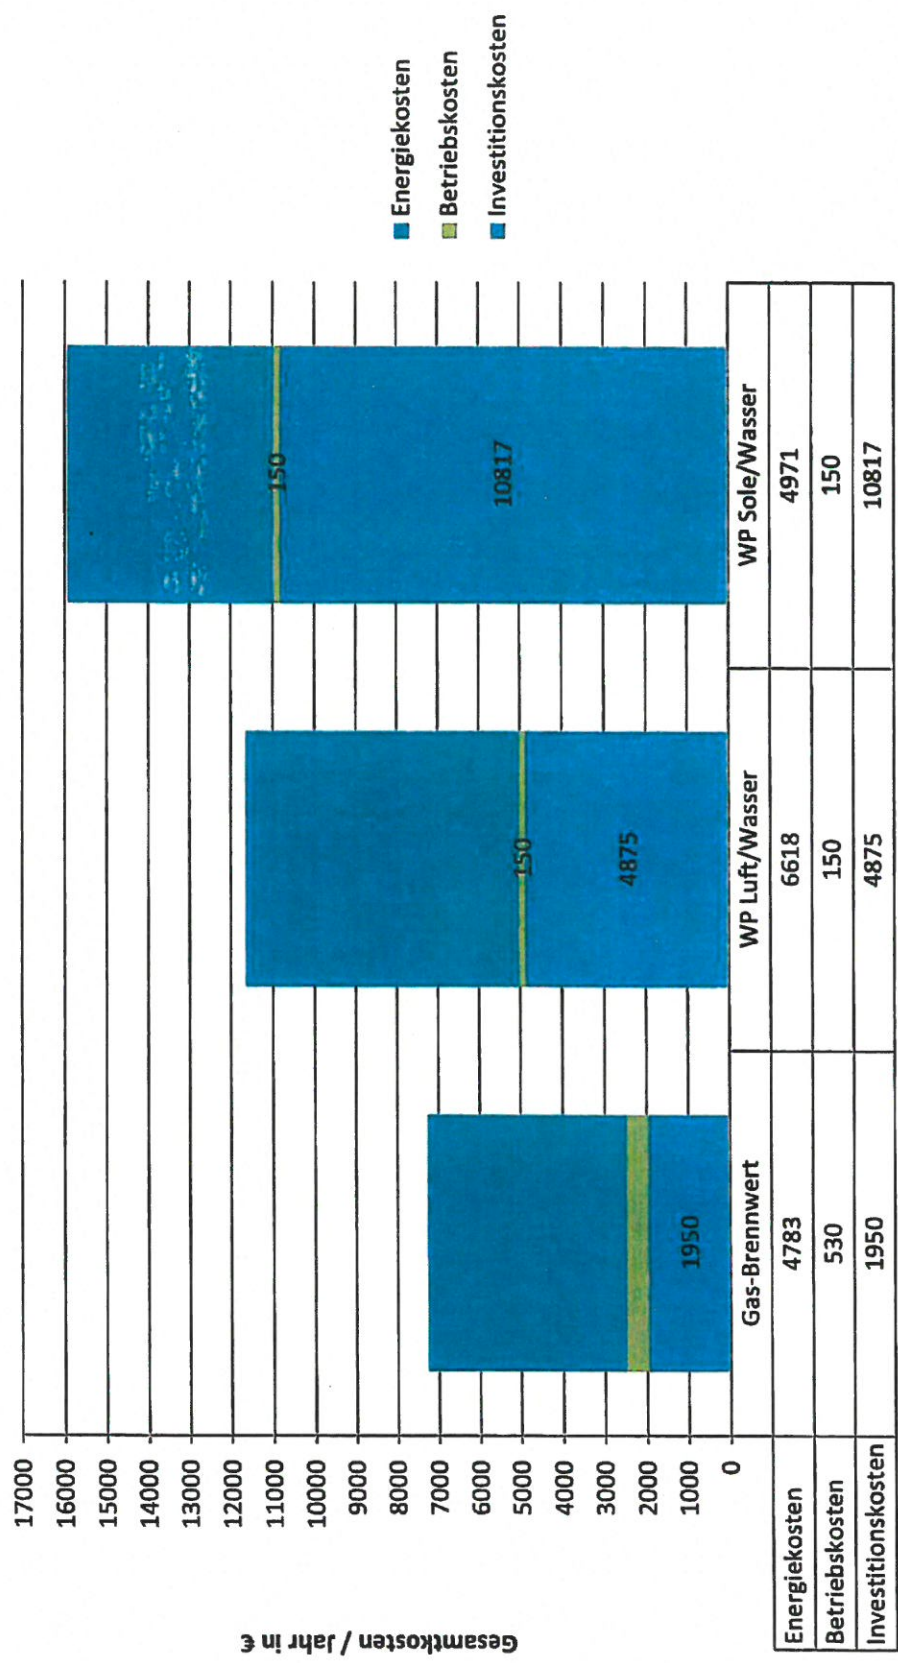 Gesamtkosten / Jahr in €
17000
16000
15000
14000
13000
12000
11000
10000
9000
8000
7000
6000
5000
4000
3000
2000
1000
0
1950
150
4875
150
10817
Energiekosten
Betriebskosten
Investitionskosten
Gas-Brennwert WP Luft/Wasser WP Sole/Wasser
Energiekosten 4783 6618 4971
Betriebskosten 530 150 150
Investitionskosten 1950 4875 10817